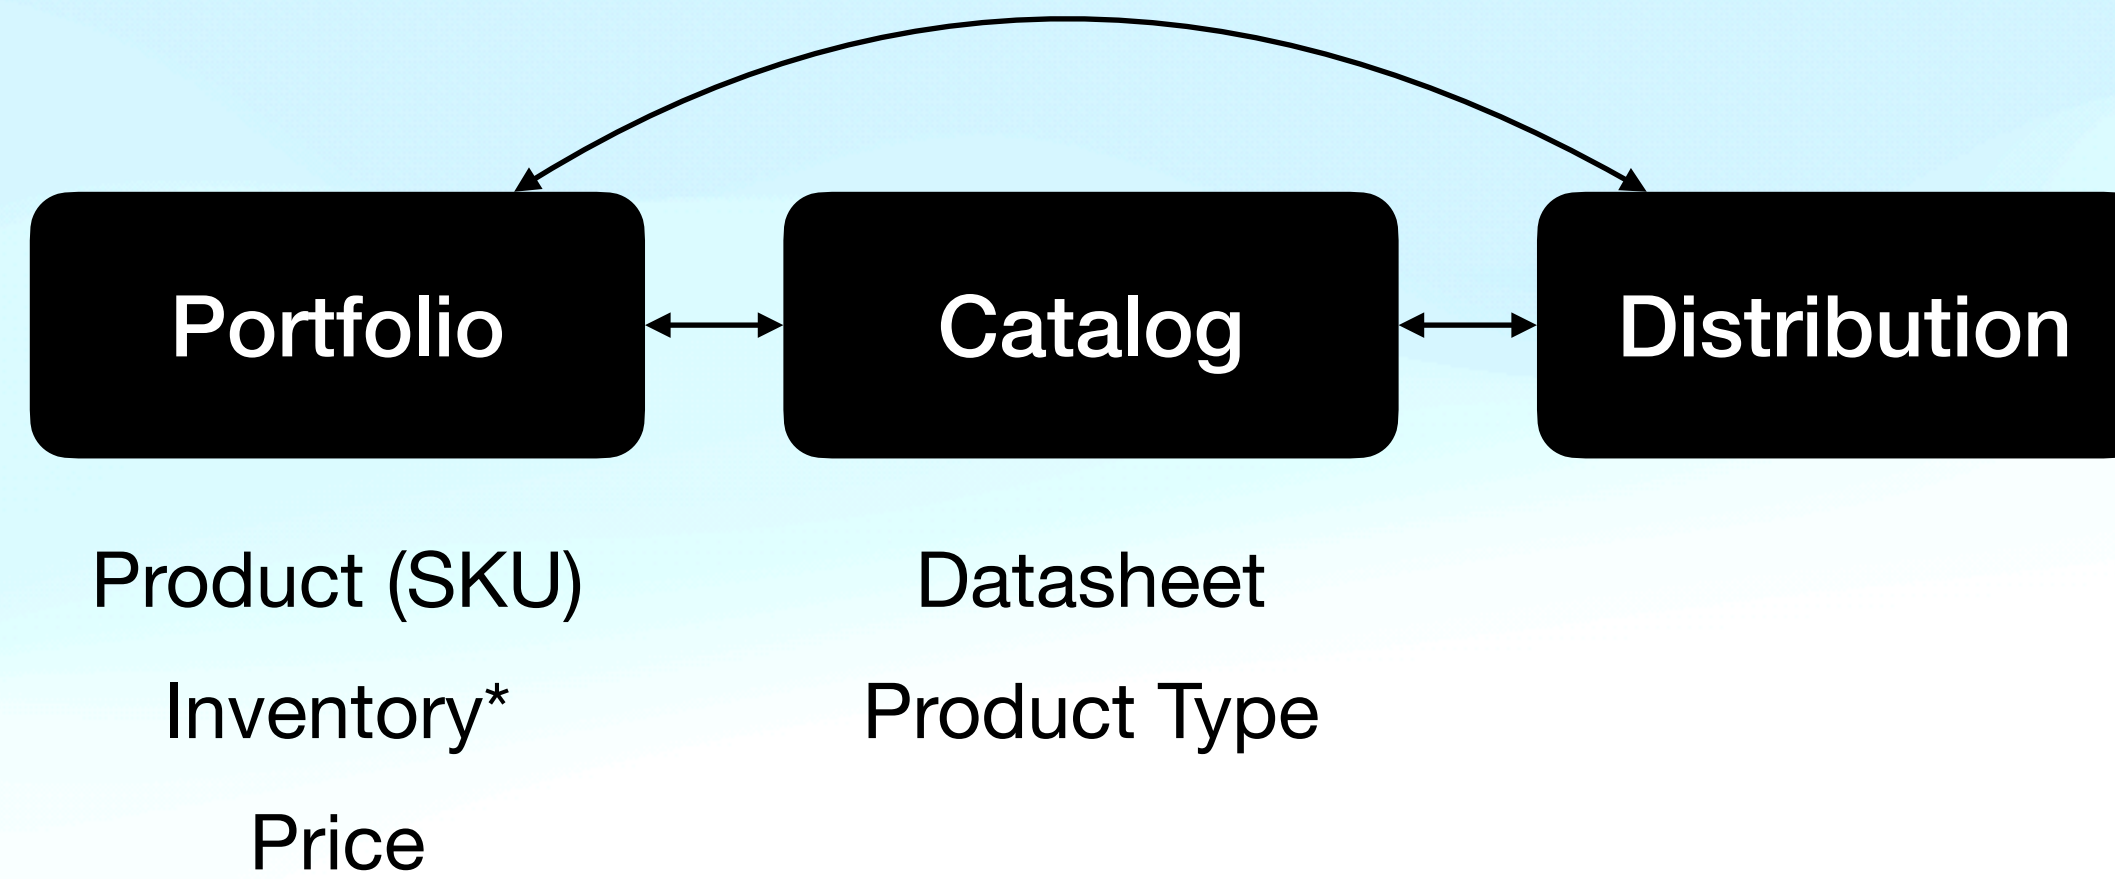 Portfolio
Catalog
Distribution
Product (SKU)
Datasheet
Inventory*
Product Type
Price